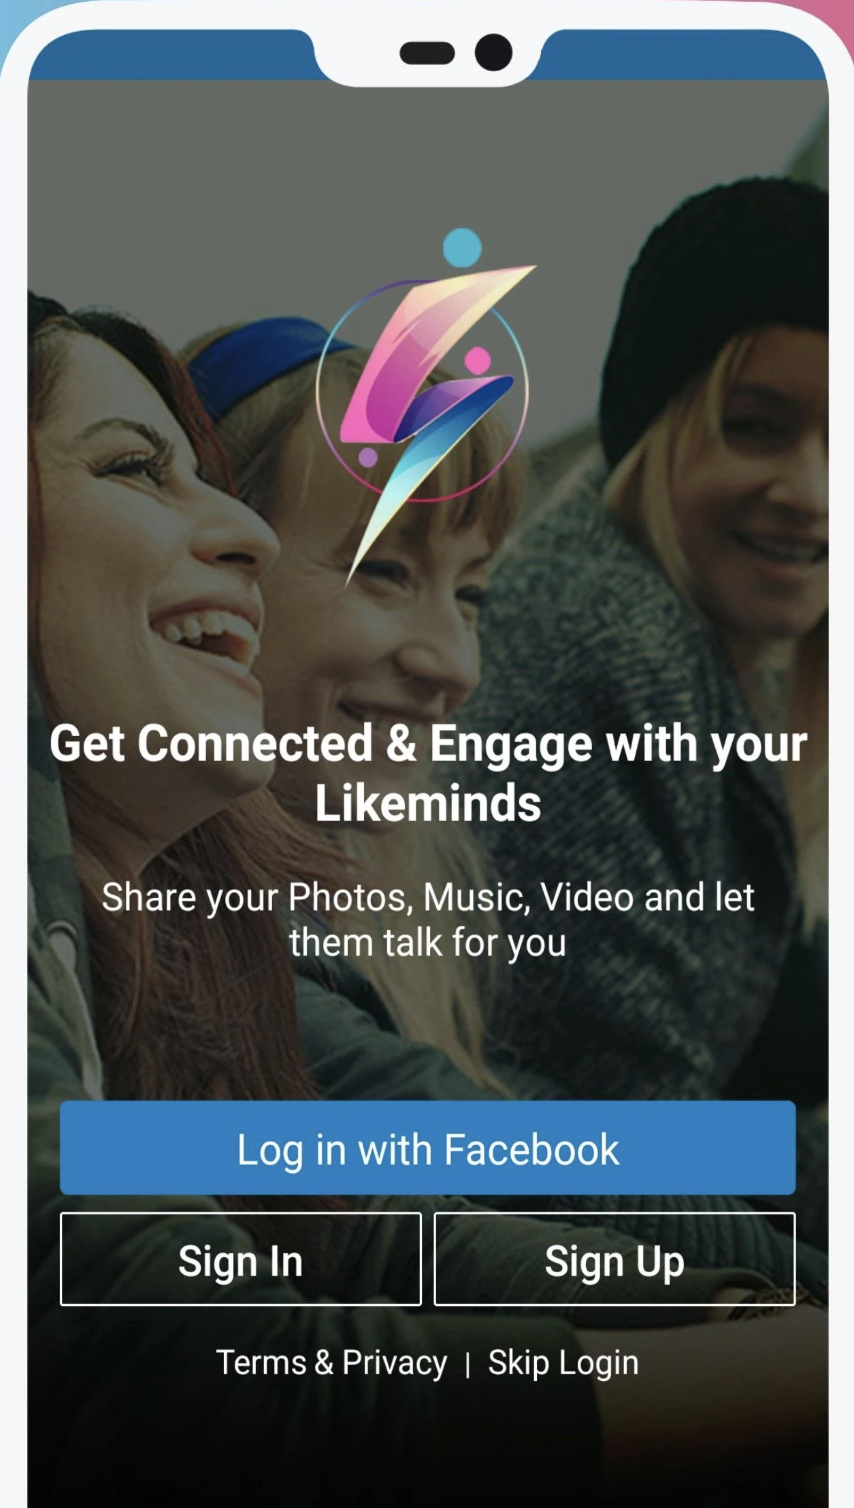 Get Connected & Engage with your
Likeminds
Share your Photos, Music, Video and let
them talk for you
Log in with Facebook
Sign In
Sign Up
Terms & Privacy | Skip Login